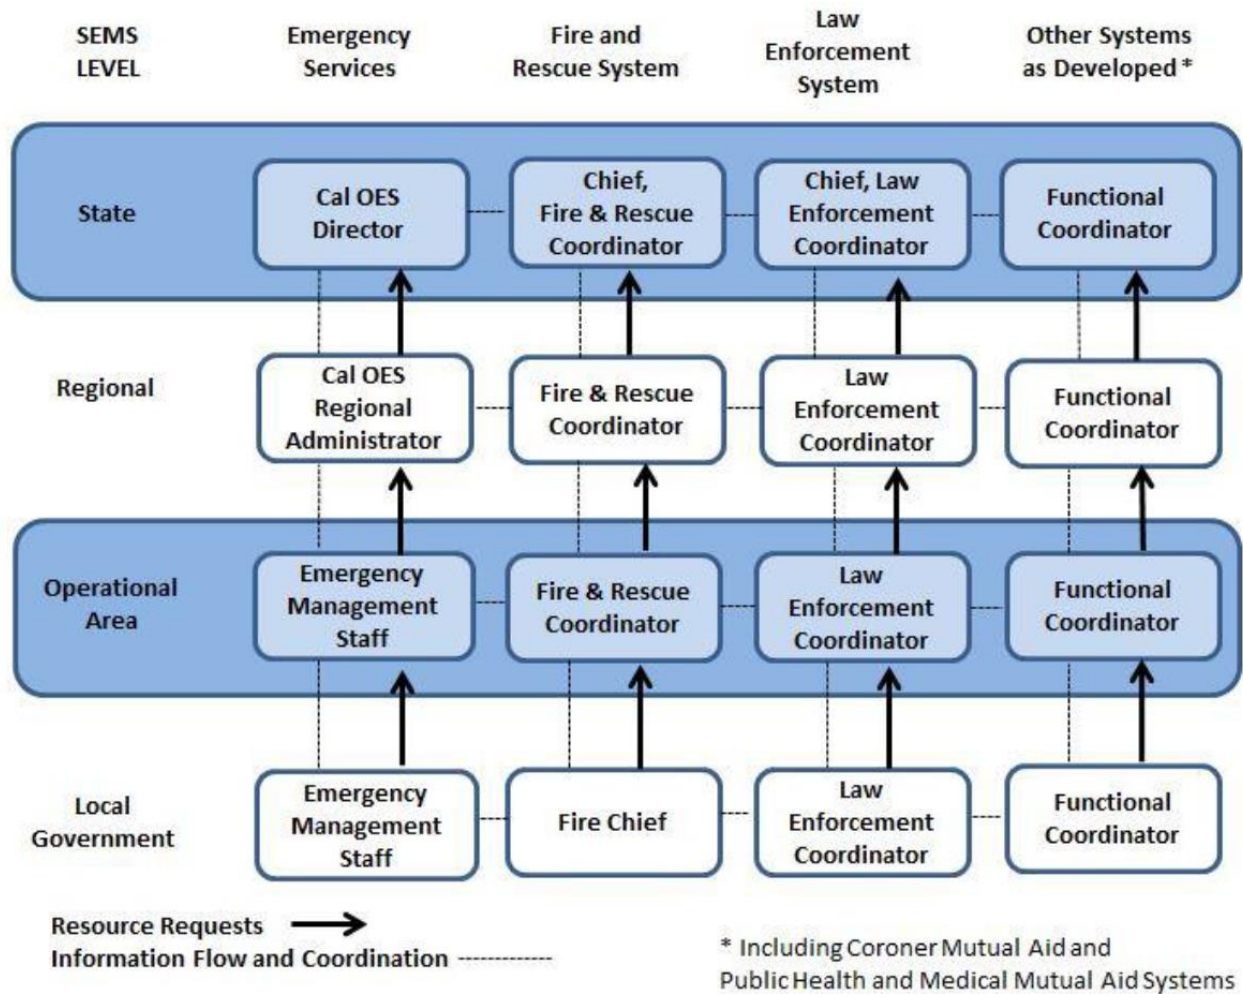 SEMS
LEVEL
Emergency
Services
Fire and
Rescue System
Law
Enforcement
System
Other Systems
as Developed *
State
Cal OES
Director
Chief,
Fire & Rescue
Coordinator
Chief, Law
Enforcement
Coordinator
Functional
Coordinator
Regional
Cal OES
Regional
Administrator
Fire & Rescue
Coordinator
Law
Enforcement
Coordinator
Functional
Coordinator
Operational
Area
Emergency
Management
Staff
Fire & Rescue
Coordinator
Law
Enforcement
Coordinator
Functional
Coordinator
Local
Government
Emergency
Management
Staff
Fire Chief
Law
Enforcement
Coordinator
Functional
Coordinator
Resource Requests
Information Flow and Coordination
* Including Coroner Mutual Aid and
Public Health and Medical Mutual Aid Systems